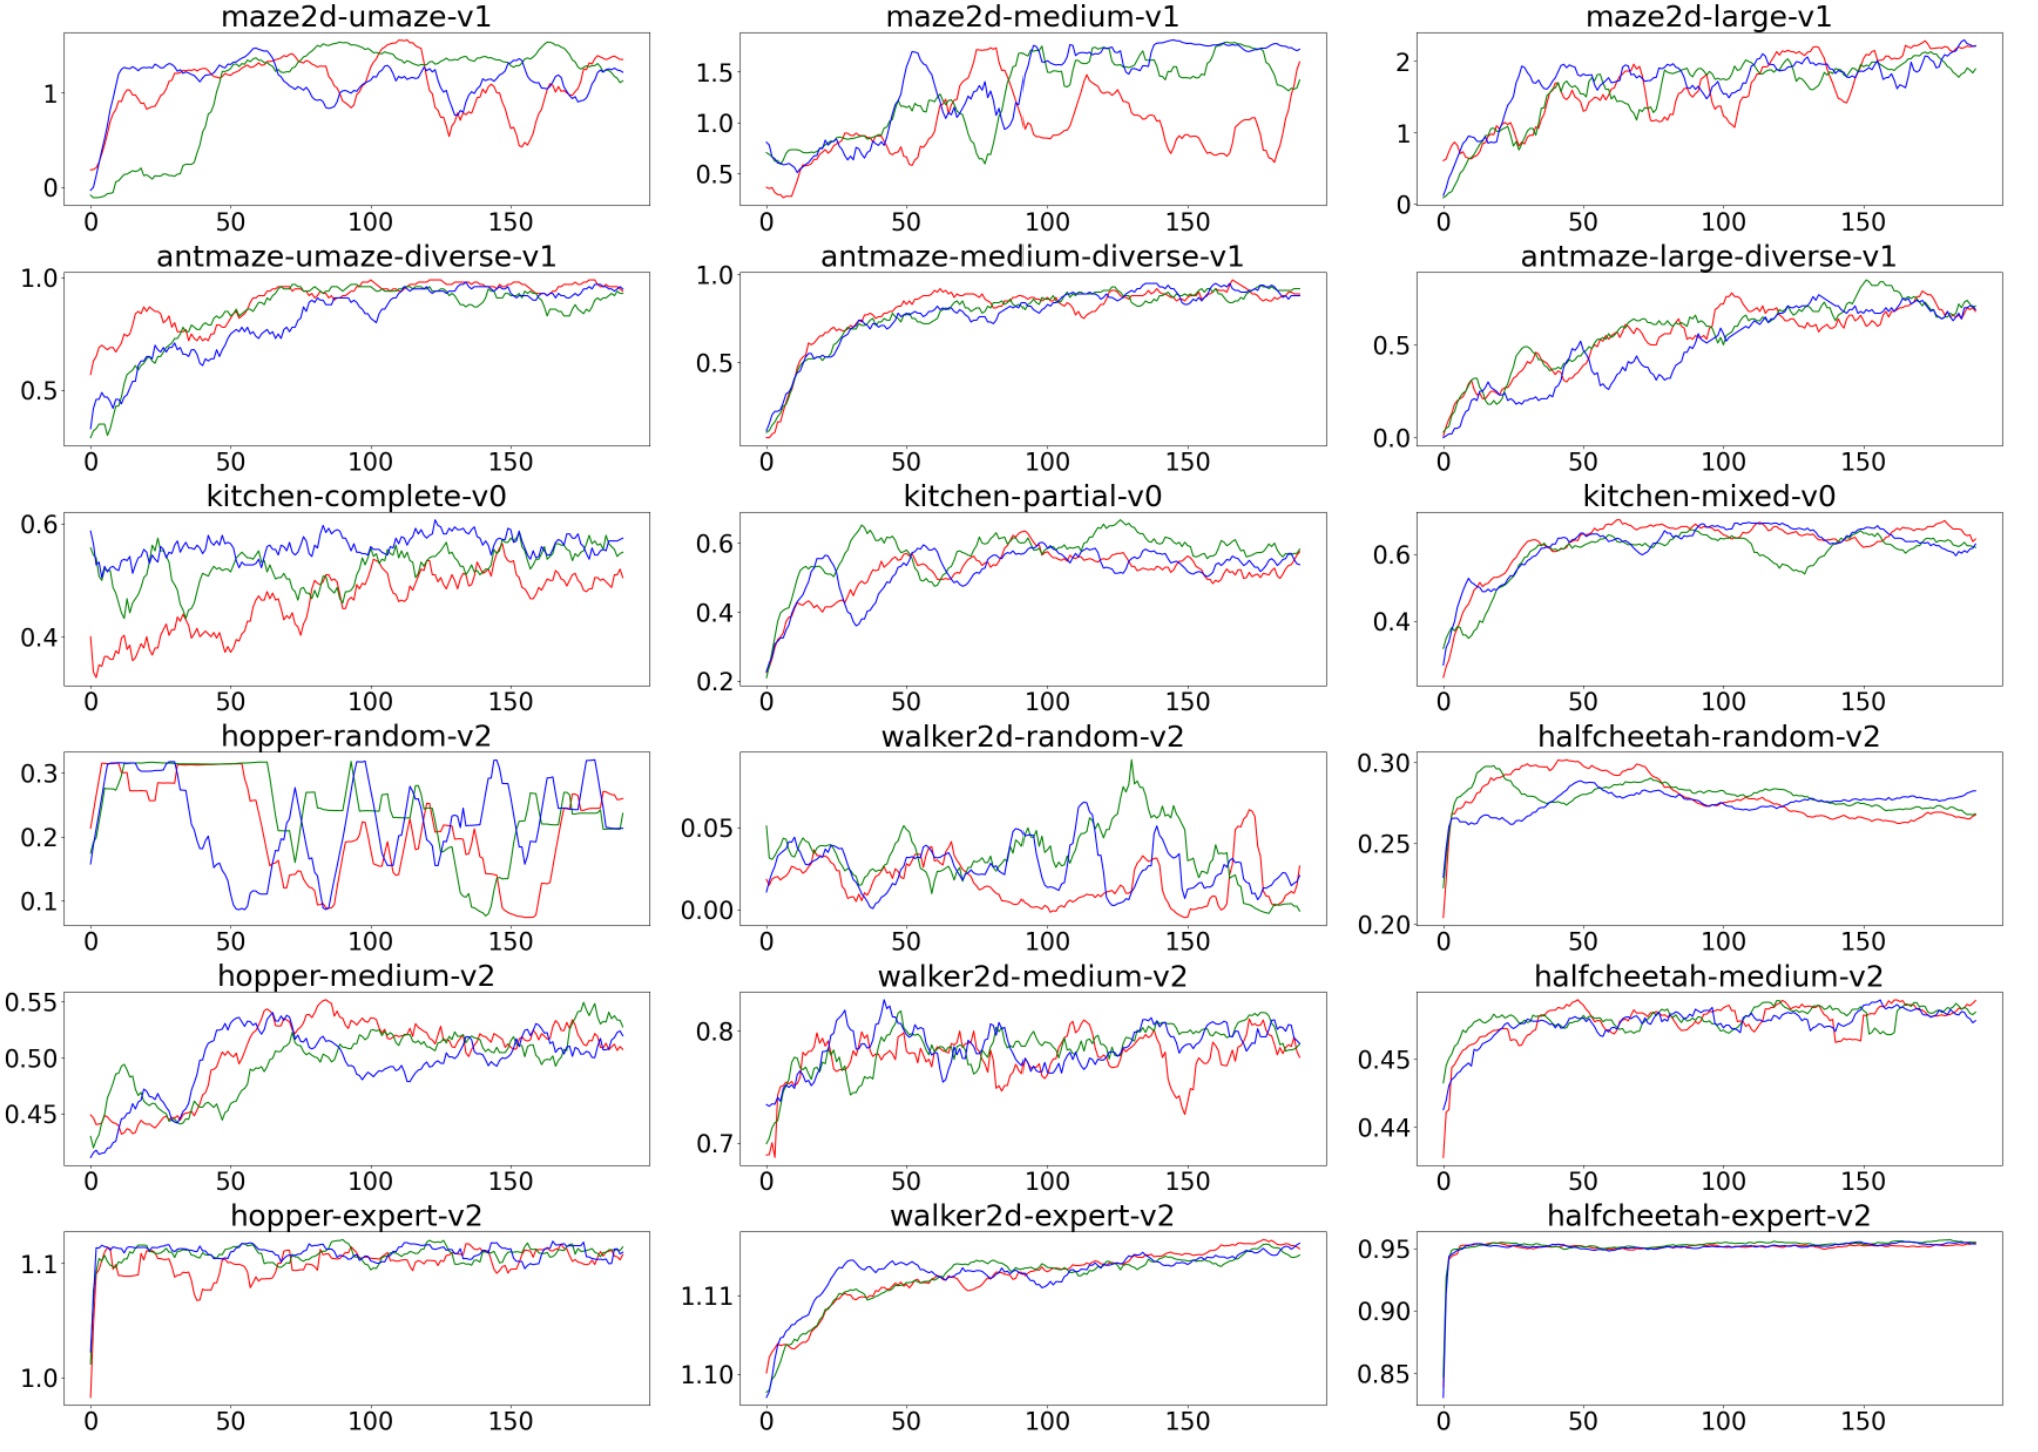 maze2d-umaze-v1 maze2d-medium-v1 maze2d-large-v1
1
0
0 50 100 150
1.5
1.0
0.5
0 50 100 150
2
1
0
0 50 100 150
antmaze-umaze-diverse-v1 antmaze-medium-diverse-v1 antmaze-large-diverse-v1
1.0
0.5
0 50 100 150
1.0
0.5
0 50 100 150
0.5
0.0
0 50 100 150
kitchen-complete-v0 kitchen-partial-v0 kitchen-mixed-v0
0.6
0.4
0 50 100 150
0.6
0.4
0.2
0 50 100 150
0.6
0.4
0 50 100 150
hopper-random-v2 walker2d-random-v2 halfcheetah-random-v2
0.3
0.2
0.1
0 50 100 150
0.05
0.00
0 50 100 150
0.30
0.25
0.20
0 50 100 150
hopper-medium-v2 walker2d-medium-v2 halfcheetah-medium-v2
0.55
0.50
0.45
0 50 100 150
0.8
0.7
0 50 100 150
0.45
0.44
0 50 100 150
hopper-expert-v2 walker2d-expert-v2 halfcheetah-expert-v2
1.1
1.0
0 50 100 150
1.11
1.10
0 50 100 150
0.95
0.90
0.85
0 50 100 150